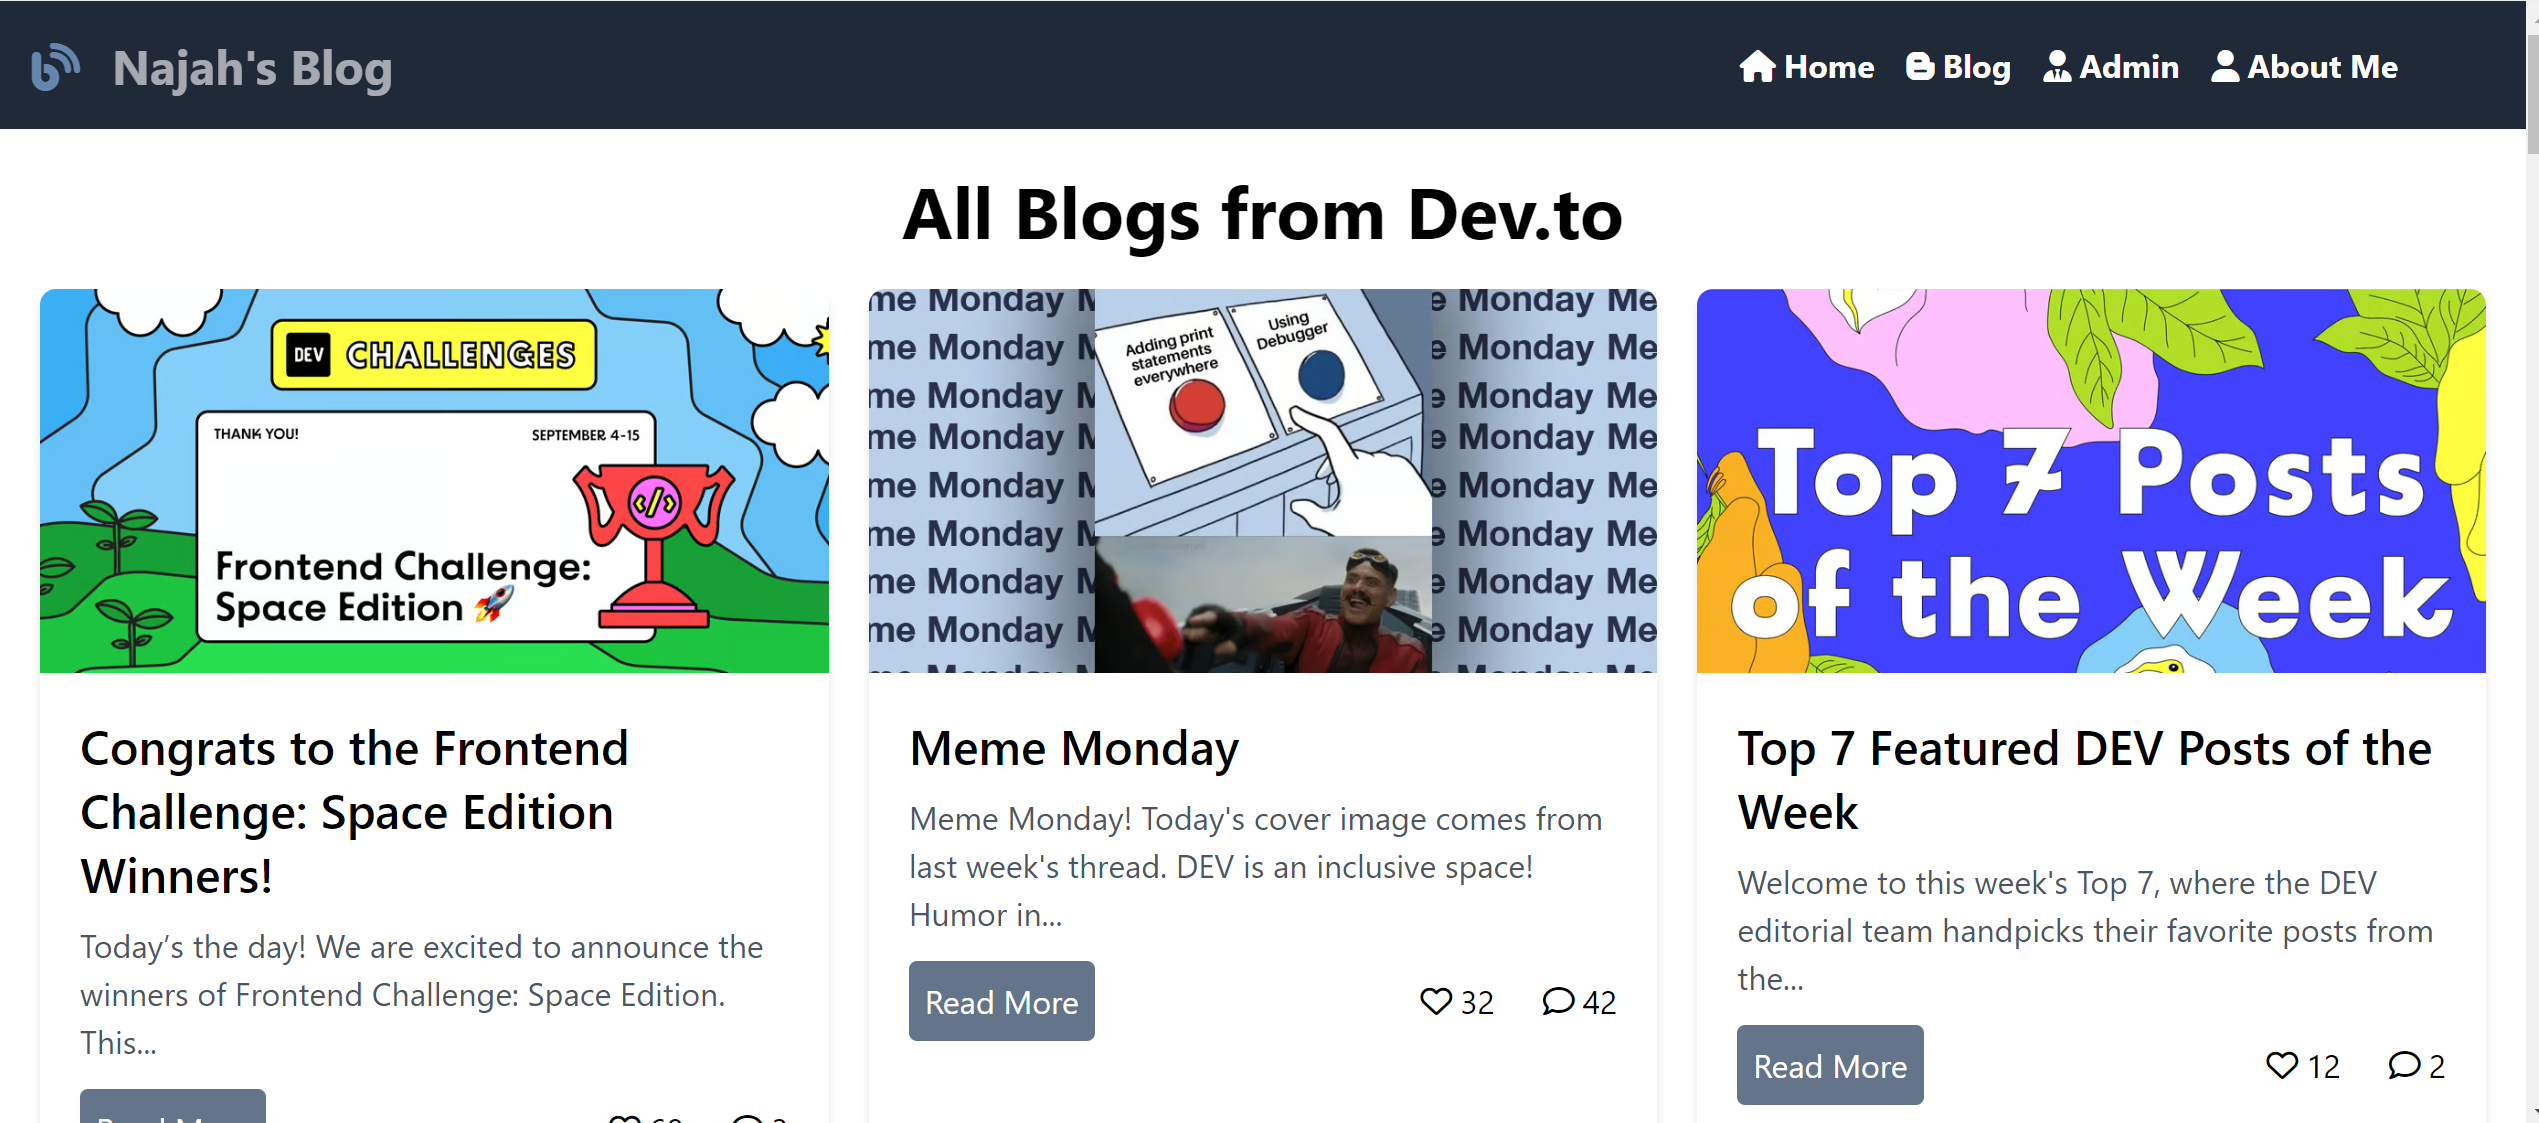 Najah's Blog
Home Blog Admin About Me
All Blogs from Dev.to
DEV CHALLENGES
THANK YOU!
SEPTEMBER 4-15
Frontend Challenge:
Space Edition 🚀
me Monday M
me Monday M
me Monday M
me Monday M
me Monday M
me Monday M
me Monday M
me Monday M
Adding print
statements
everywhere
Using
Debugger
e Monday Me
e Monday Me
e Monday Me
e Monday Me
e Monday Me
e Monday Me
e Monday Me
e Monday Me
Top 7 Posts
of the Week
Congrats to the Frontend
Challenge: Space Edition
Winners!
Today’s the day! We are excited to announce the
winners of Frontend Challenge: Space Edition.
This...
Meme Monday
Meme Monday! Today's cover image comes from
last week's thread. DEV is an inclusive space!
Humor in...
Read More
32 42
Top 7 Featured DEV Posts of the
Week
Welcome to this week's Top 7, where the DEV
editorial team handpicks their favorite posts from
the...
Read More
12 2